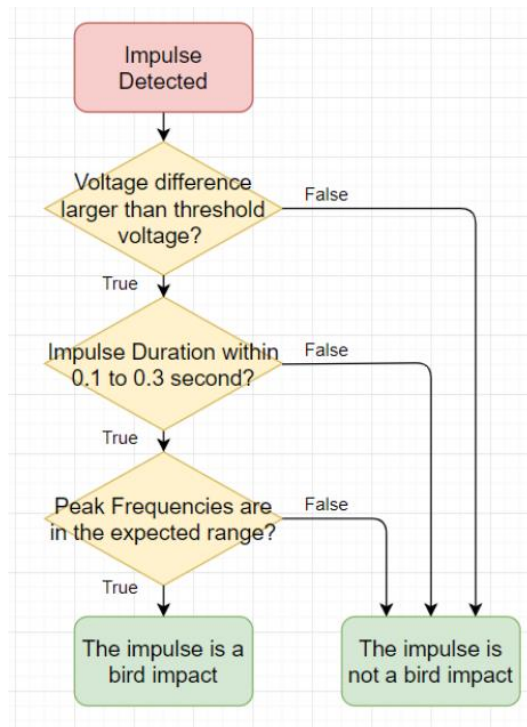 Impulse
Detected
Voltage difference
larger than threshold
voltage?
False
True
Impulse Duration within
0.1 to 0.3 second?
False
True
Peak Frequencies are
in the expected range?
False
True
The impulse is a
bird impact
The impulse is
not a bird impact